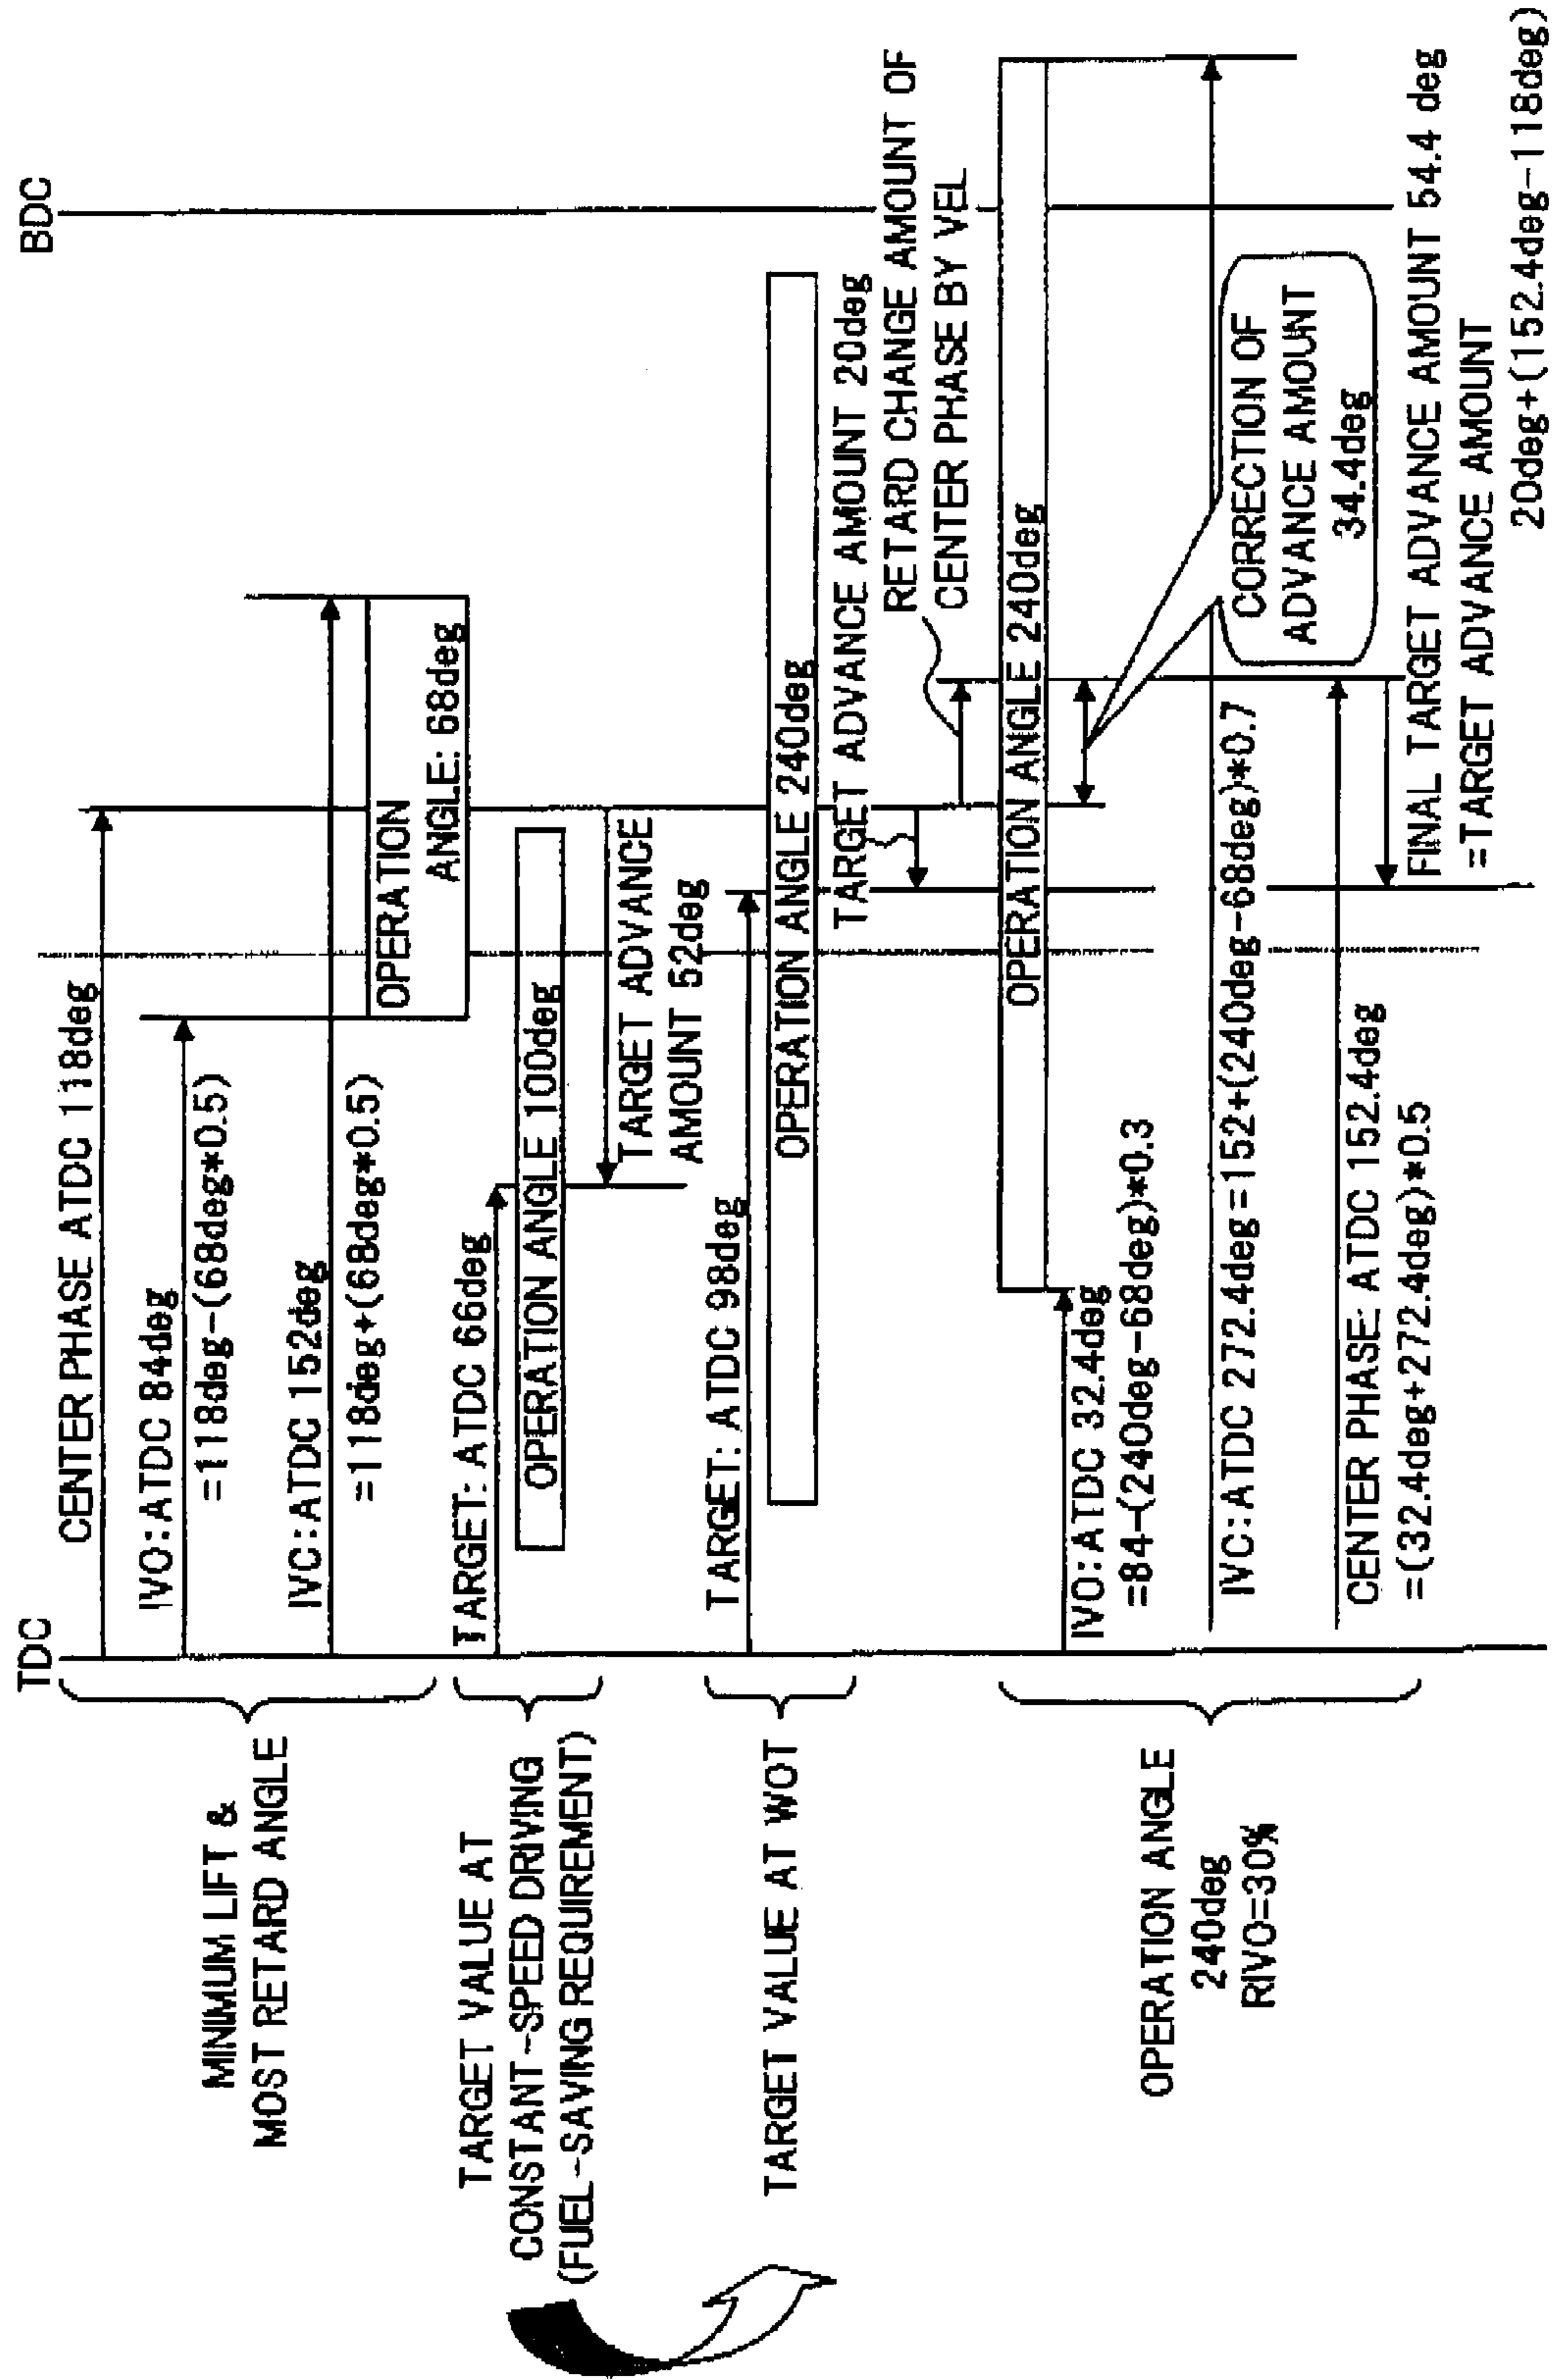 TDC
BDC
MINIMUM LIFT &
MOST RETARD ANGLE
CENTER PHASE ATDC 118deg
IVO:ATDC 84deg
=118deg-(68deg*0.5)
IVC:ATDC 152deg
=118deg+(68deg*0.5)
OPERATION
ANGLE: 68deg
TARGET VALUE AT
CONSTANT-SPEED DRIVING
(FUEL-SAVING REQUIREMENT)
TARGET: ATDC 66deg
OPERATION ANGLE 100deg
TARGET ADVANCE
AMOUNT 52deg
TARGET VALUE AT WOT
TARGET: ATDC 98deg
OPERATION ANGLE 240deg
TARGET ADVANCE AMOUNT 20deg
RETARD CHANGE AMOUNT OF
CENTER PHASE BY VEL
OPERATION ANGLE
240deg
RIVO=30%
OPERATION ANGLE 240deg
IVO:ATDC 32.4deg
=84-(240deg-68deg)*0.3
CORRECTION OF
ADVANCE AMOUNT
34.4deg
IVC:ATDC 272.4deg=152+(240deg-68deg)*0.7
CENTER PHASE: ATDC 152.4deg
=(32.4deg+272.4deg)*0.5
FINAL TARGET ADVANCE AMOUNT 54.4 deg
=TARGET ADVANCE AMOUNT
20deg+(152.4deg-118deg)